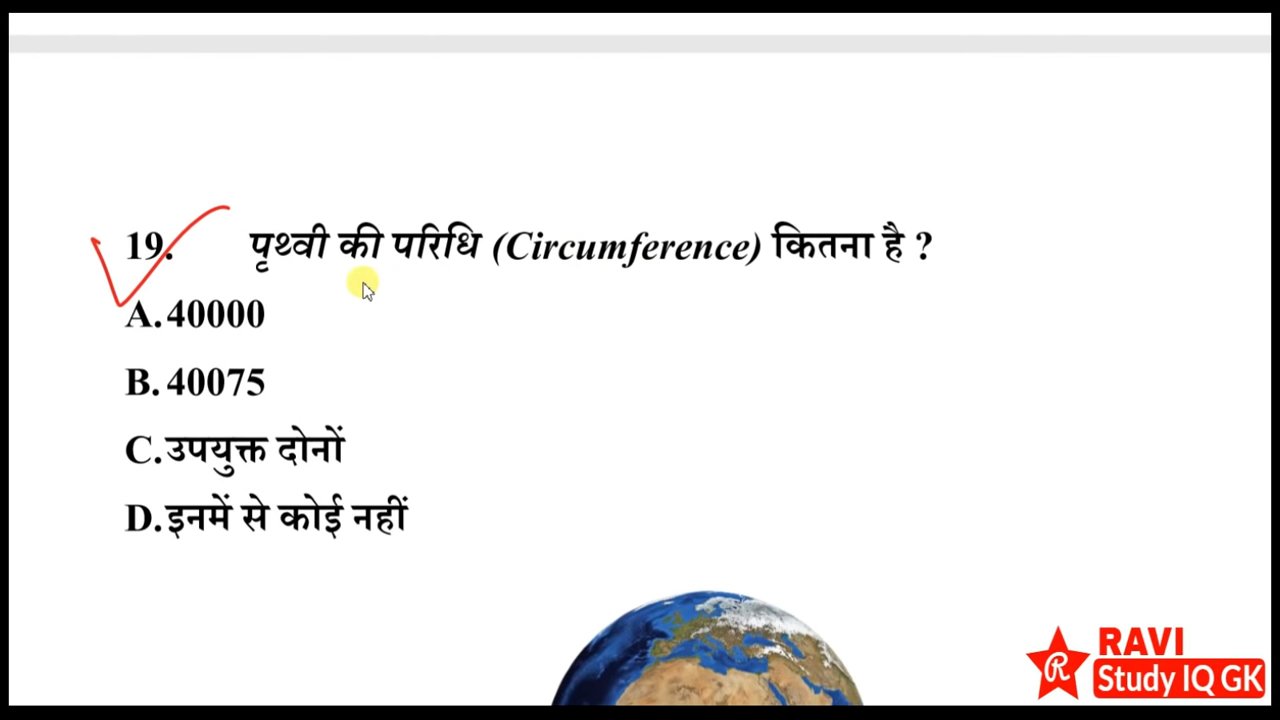 19. पृथ्वी की परिधि (Circumference) कितना है ?
A. 40000
B. 40075
C. उपयुक्त दोनों
D. इनमें से कोई नहीं
R
RAVI
Study IQ GK